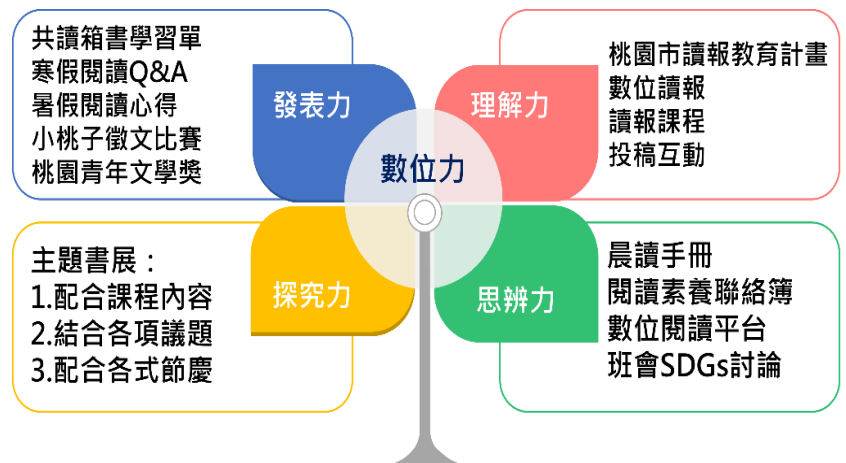 共讀箱書學習單
寒假閱讀Q&A
暑假閱讀心得
小桃子徵文比賽
桃園青年文學獎
發表力
理解力
桃園市讀報教育計畫
數位讀報
讀報課程
投稿互動
數位力
主題書展：
1.配合課程內容
2.結合各項議題
3.配合各式節慶
探究力
思辨力
晨讀手冊
閱讀素養聯絡簿
數位閱讀平台
班會SDGs討論